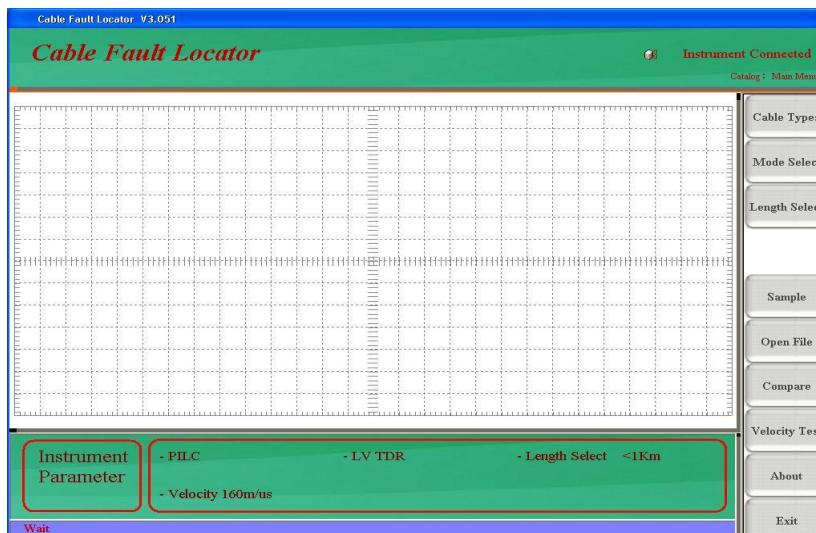 Cable Fault Locator V3.051
Cable Fault Locator
Instrument Connected
Catalog: Main Menu
Cable Types
Mode Selec
Length Selec
Sample
Open File
Compare
Velocity Tes
About
Exit
Instrument Parameter
- PILC - LV TDR - Length Select <1Km
- Velocity 160m/us
Wait